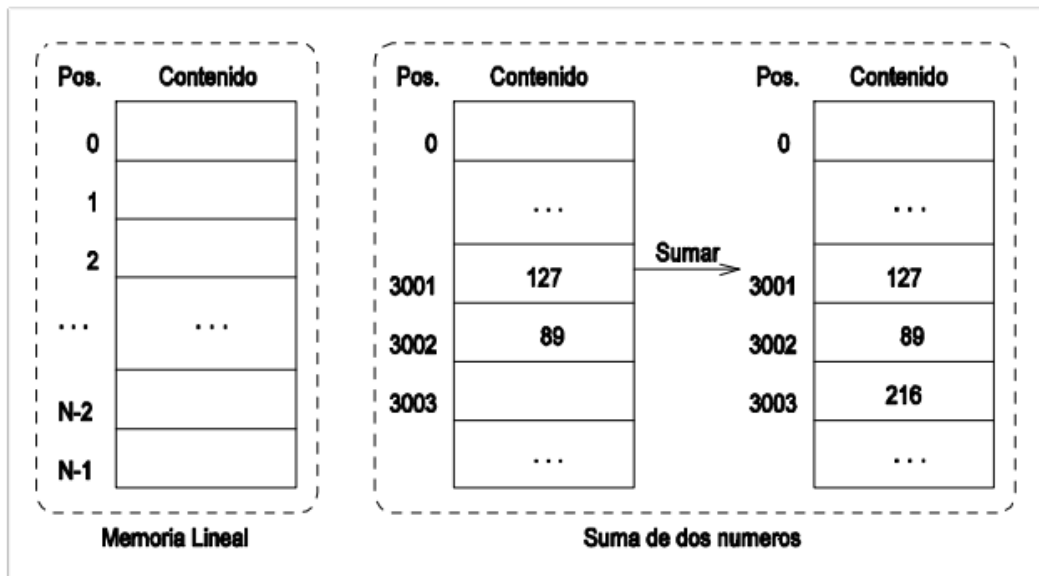 Pos. Contenido
0
1
2
... ...
N-2
N-1
Memoria Lineal
Pos. Contenido Pos. Contenido
0 0
... ...
Sumar
3001 127 3001 127
3002 89 3002 89
3003 3003 216
... ...
Suma de dos numeros